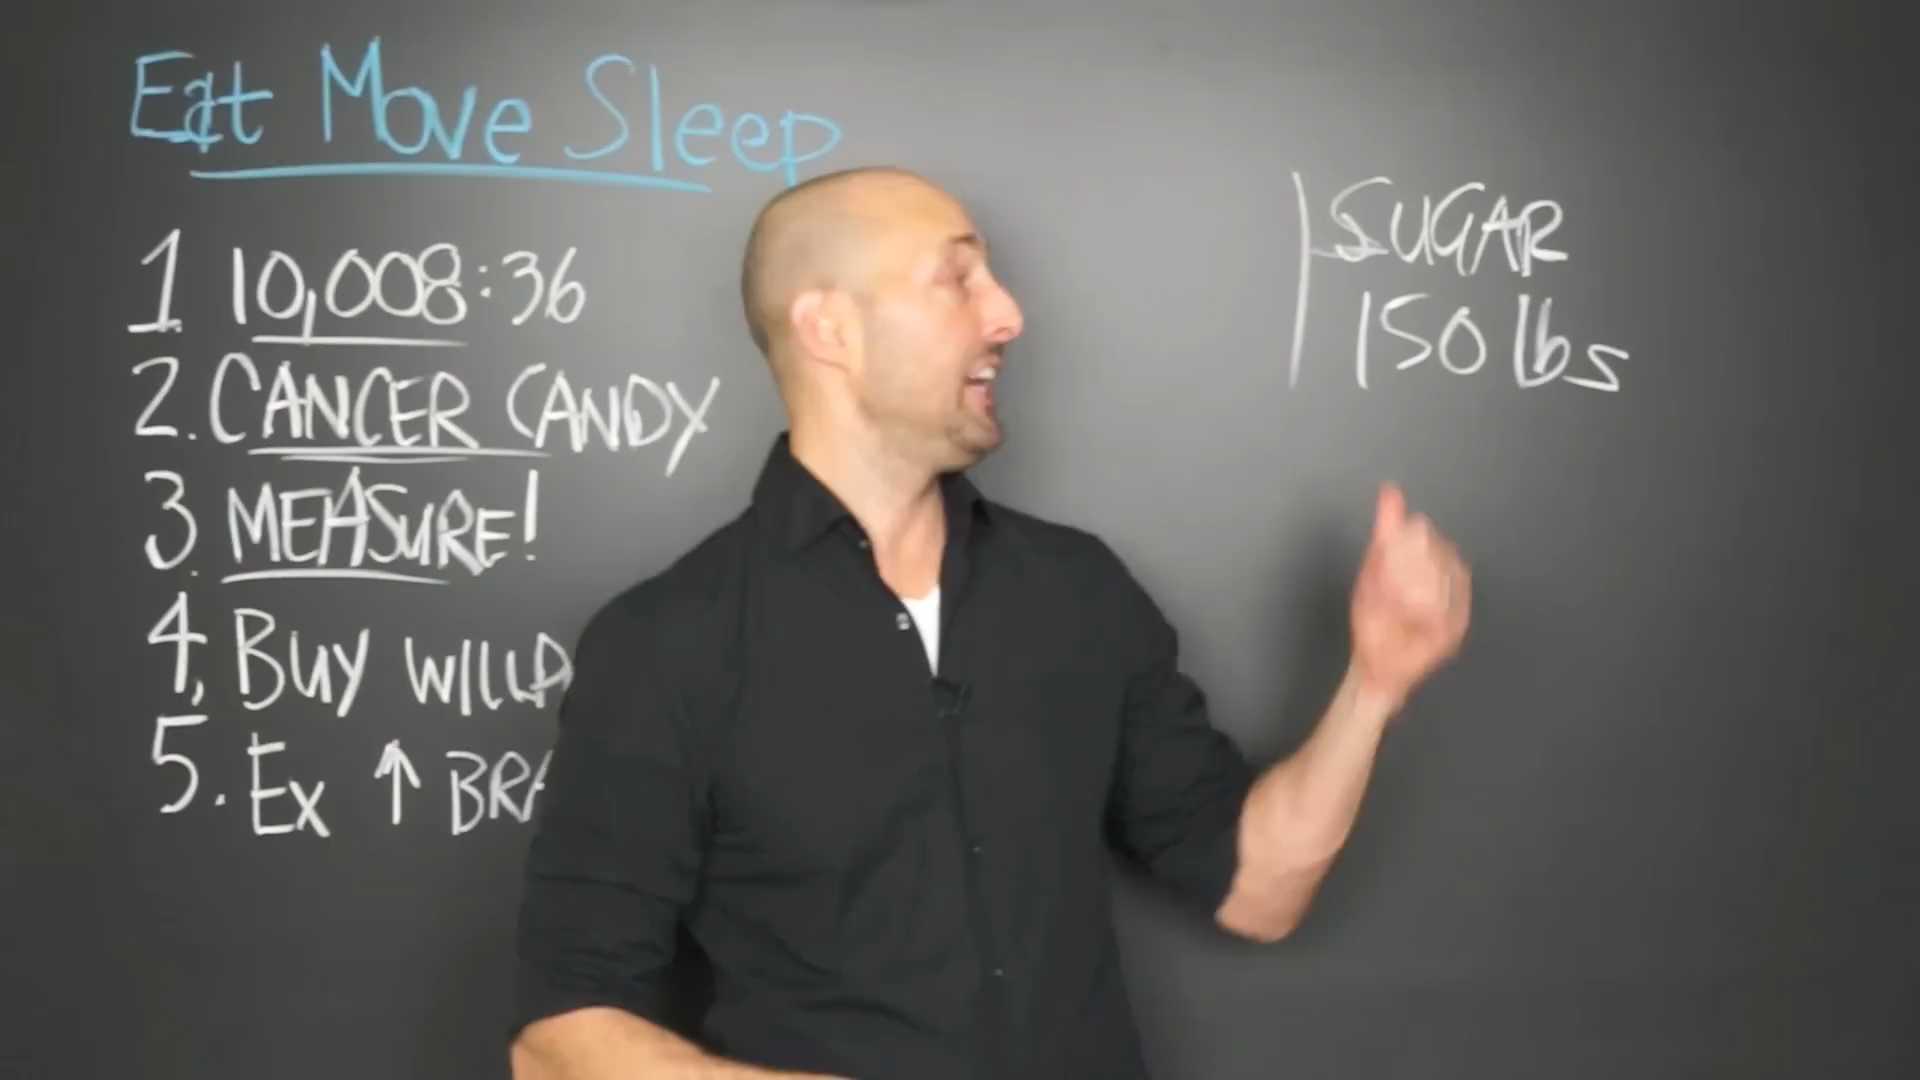 Eat Move Sleep
1 10,008:36
2. CANCER CANDY
3. MEASURE!
4, BUY
5. Ex ↑
SUGAR
150 lbs